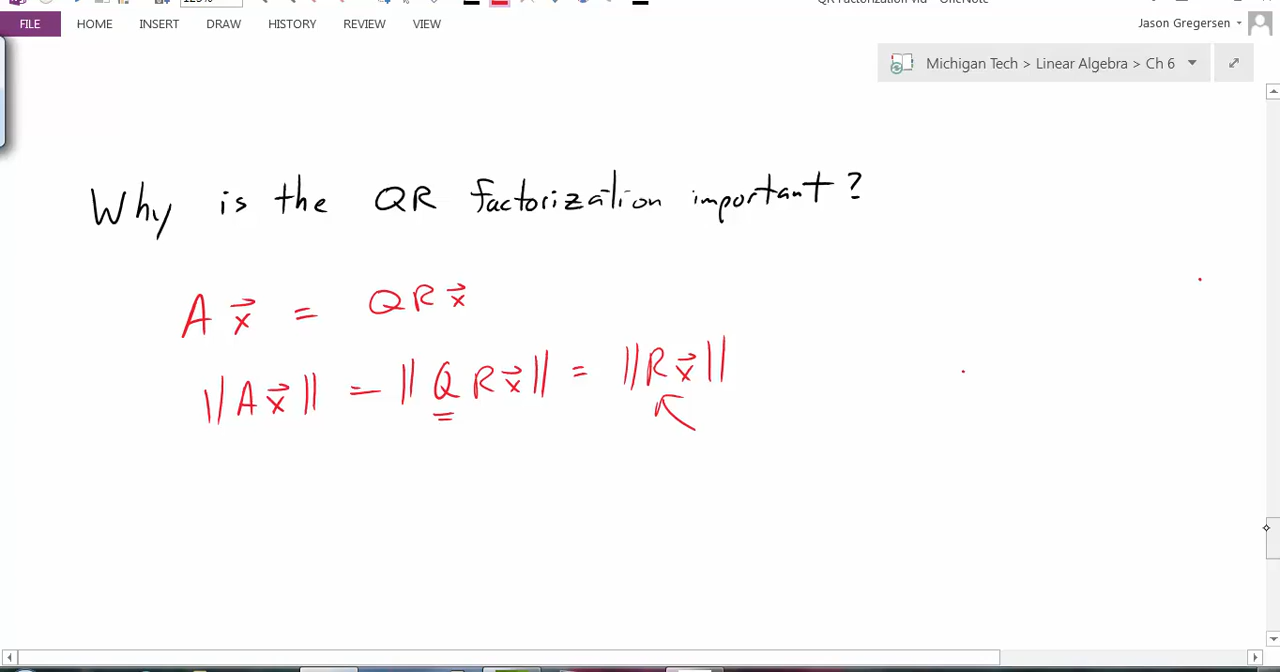 FILE HOME INSERT DRAW HISTORY REVIEW VIEW
Jason Gregersen
Michigan Tech > Linear Algebra > Ch 6
Why is the QR factorization important?
A x⃗ = QR x⃗
||A x⃗|| = ||Q R x⃗|| = ||R x⃗||